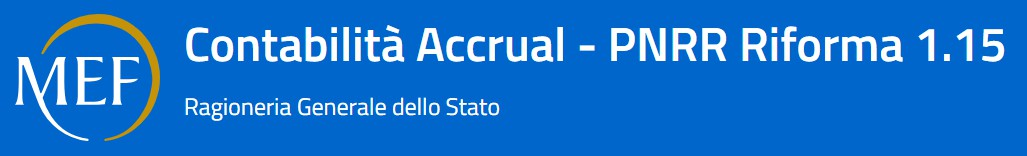 MEF
Contabilità Accrual - PNRR Riforma 1.15
Ragioneria Generale dello Stato